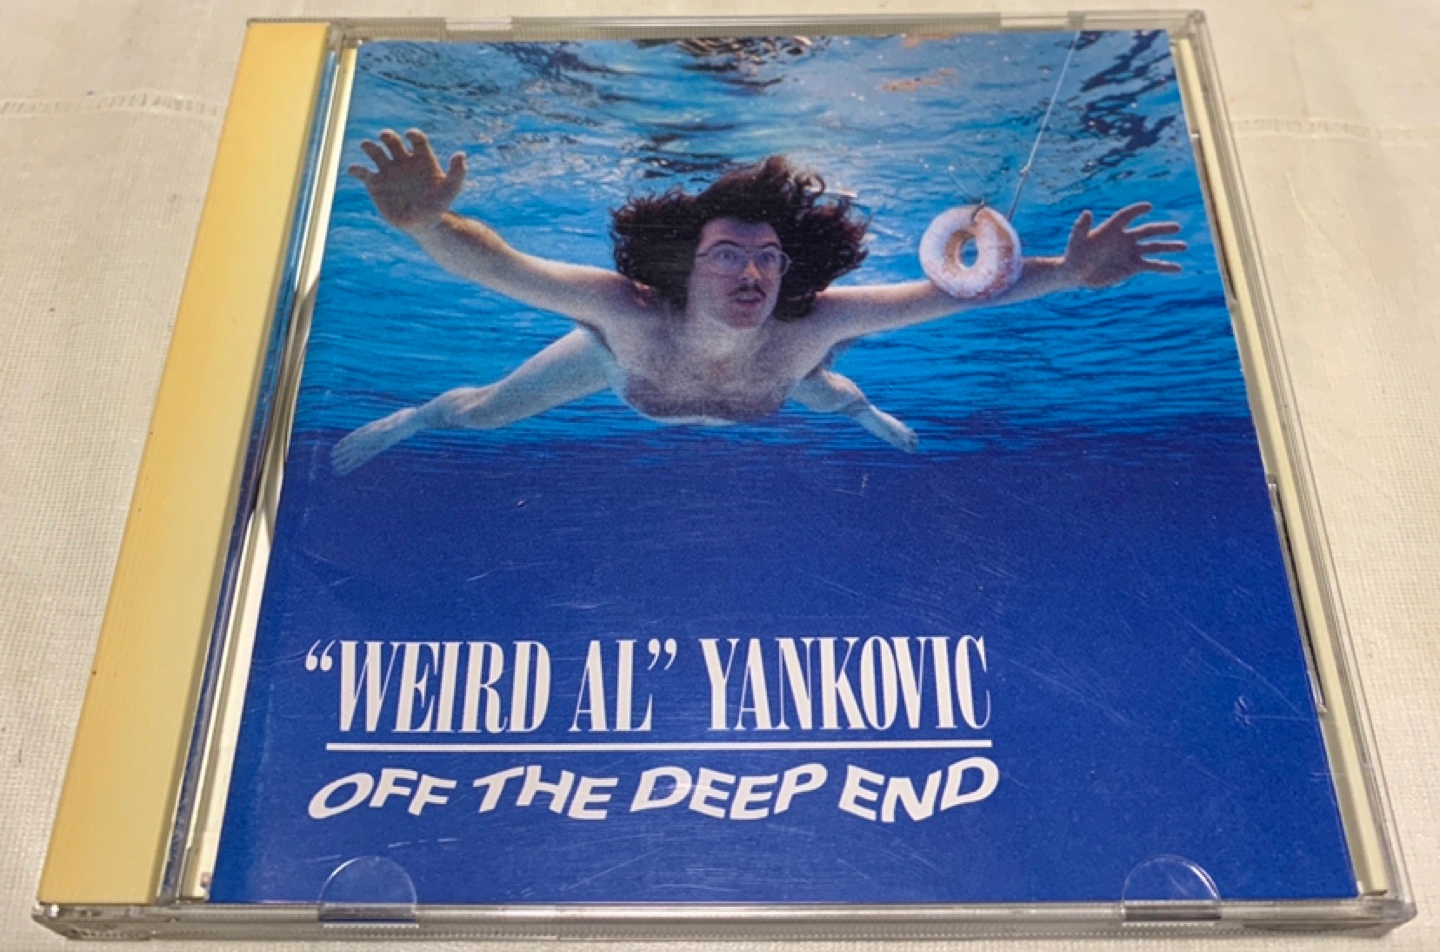 “WEIRD AL” YANKOVIC
OFF THE DEEP END